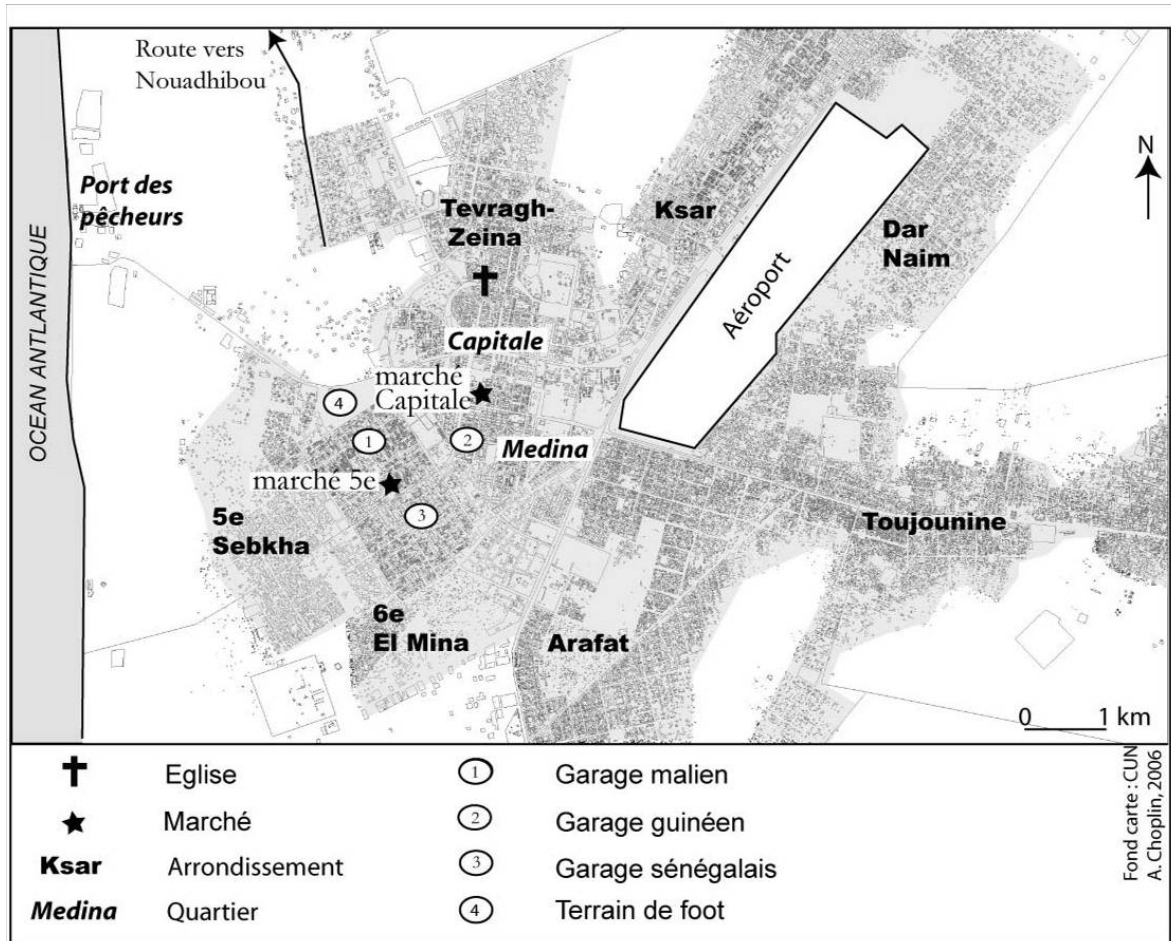 Route vers
Nouadhibou
N
Port des
pêcheurs
Tevragh-
Zeina
Ksar
Dar
Naim
Aéroport
OCEAN ANTLANTIQUE
Capitale
marché
Capitale
4
1
2
Medina
marché 5e
3
5e
Sebkha
Toujounine
6e
El Mina
Arafat
0 1 km
Eglise
Marché
Ksar Arrondissement
Medina Quartier
1 Garage malien
2 Garage guinéen
3 Garage sénégalais
4 Terrain de foot
Fond carte : CUN
A. Choplin, 2006